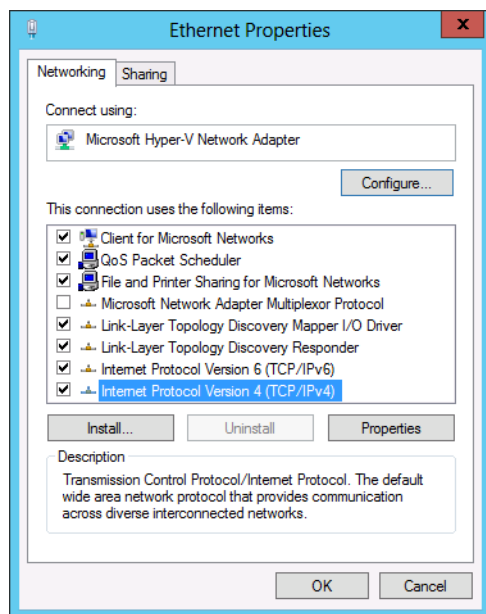 Ethernet Properties
x
Networking
Sharing
Connect using:
Microsoft Hyper-V Network Adapter
Configure...
This connection uses the following items:
Client for Microsoft Networks
QoS Packet Scheduler
File and Printer Sharing for Microsoft Networks
Microsoft Network Adapter Multiplexor Protocol
Link-Layer Topology Discovery Mapper I/O Driver
Link-Layer Topology Discovery Responder
Internet Protocol Version 6 (TCP/IPv6)
Internet Protocol Version 4 (TCP/IPv4)
Install...
Uninstall
Properties
Description
Transmission Control Protocol/Internet Protocol. The default
wide area network protocol that provides communication
across diverse interconnected networks.
OK
Cancel